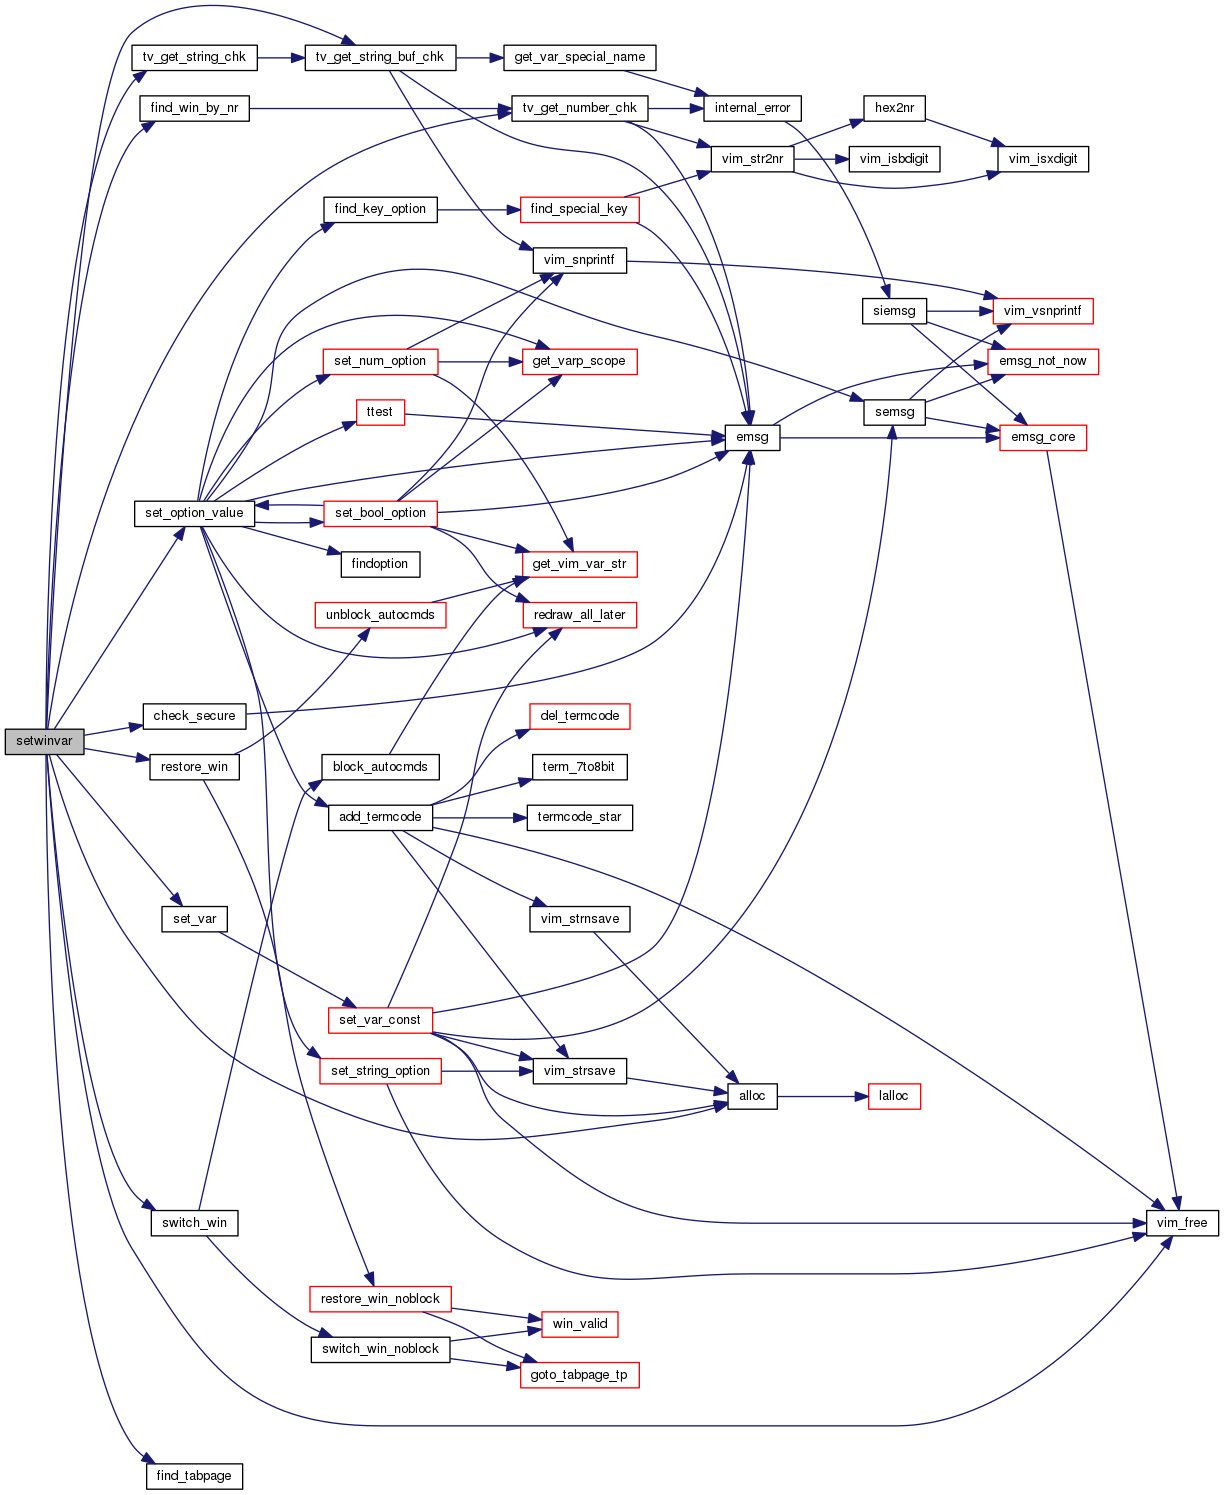 tv_get_string_chk
tv_get_string_buf_chk
get_var_special_name
find_win_by_nr
tv_get_number_chk
internal_error
hex2nr
vim_str2nr
vim_isbdigit
vim_isxdigit
find_key_option
find_special_key
vim_snprintf
siemsg
vim_vsnprintf
set_num_option
get_varp_scope
emsg_not_now
ttest
semsg
emsg
emsg_core
set_option_value
set_bool_option
findoption
get_vim_var_str
unblock_autocmds
redraw_all_later
check_secure
del_termcode
setwinvar
restore_win
block_autocmds
term_7to8bit
add_termcode
termcode_star
set_var
vim_strnsave
set_var_const
set_string_option
vim_strsave
alloc
lalloc
switch_win
vim_free
restore_win_noblock
win_valid
switch_win_noblock
goto_tabpage_tp
find_tabpage